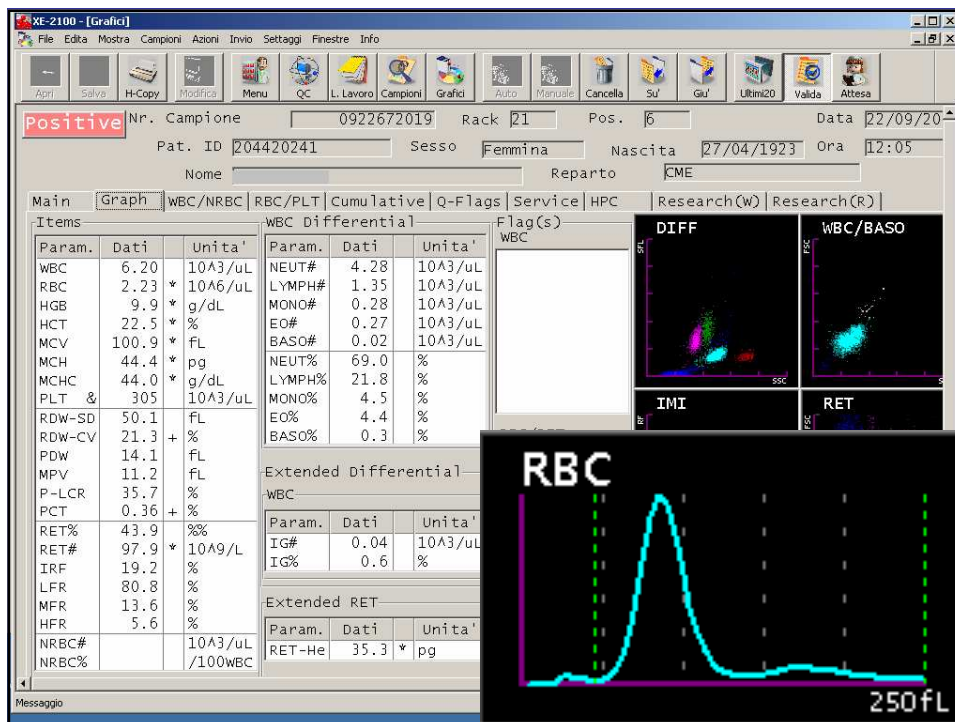 XE-2100 - [Grafici]
File Edita Mostra Campioni Azioni Invio Settaggi Finestre Info
Apri Salva H-Copy Modifica Menu QC L. Lavoro Campioni Grafici Auto Manuale Cancella Su' Giu' Ultimi20 Valida Attesa
Positive Nr. Campione 0922672019 Rack 21 Pos. 6 Data 22/09/20
Pat. ID 204420241 Sesso Femmina Nascita 27/04/1923 Ora 12:05
Nome Reparto CME
Main Graph WBC/NRBC RBC/PLT Cumulative Q-Flags Service HPC Research(W) Research(R)
Items
Param. Dati Unita'
WBC 6.20 10^3/uL
RBC 2.23 * 10^6/uL
HGB 9.9 * g/dL
HCT 22.5 * %
MCV 100.9 * fL
MCH 44.4 * pg
MCHC 44.0 * g/dL
PLT & 305 10^3/uL
RDW-SD 50.1 fL
RDW-CV 21.3 + %
PDW 14.1 fL
MPV 11.2 fL
P-LCR 35.7 %
PCT 0.36 + %
RET% 43.9 %%
RET# 97.9 * 10^9/L
IRF 19.2 %
LFR 80.8 %
MFR 13.6 %
HFR 5.6 %
NRBC# 10^3/uL
NRBC% /100WBC
WBC Differential
Param. Dati Unita'
NEUT# 4.28 10^3/uL
LYMPH# 1.35 10^3/uL
MONO# 0.28 10^3/uL
EO# 0.27 10^3/uL
BASO# 0.02 10^3/uL
NEUT% 69.0 %
LYMPH% 21.8 %
MONO% 4.5 %
EO% 4.4 %
BASO% 0.3 %
Extended Differential
WBC
Param. Dati Unita'
IG# 0.04 10^3/uL
IG% 0.6 %
Extended RET
Param. Dati Unita'
RET-He 35.3 * pg
Flag(s)
WBC
DIFF
SFL
SSC
WBC/BASO
FSC
SSC
IMI
RF
RET
FSC
RBC
250fL
Messaggio